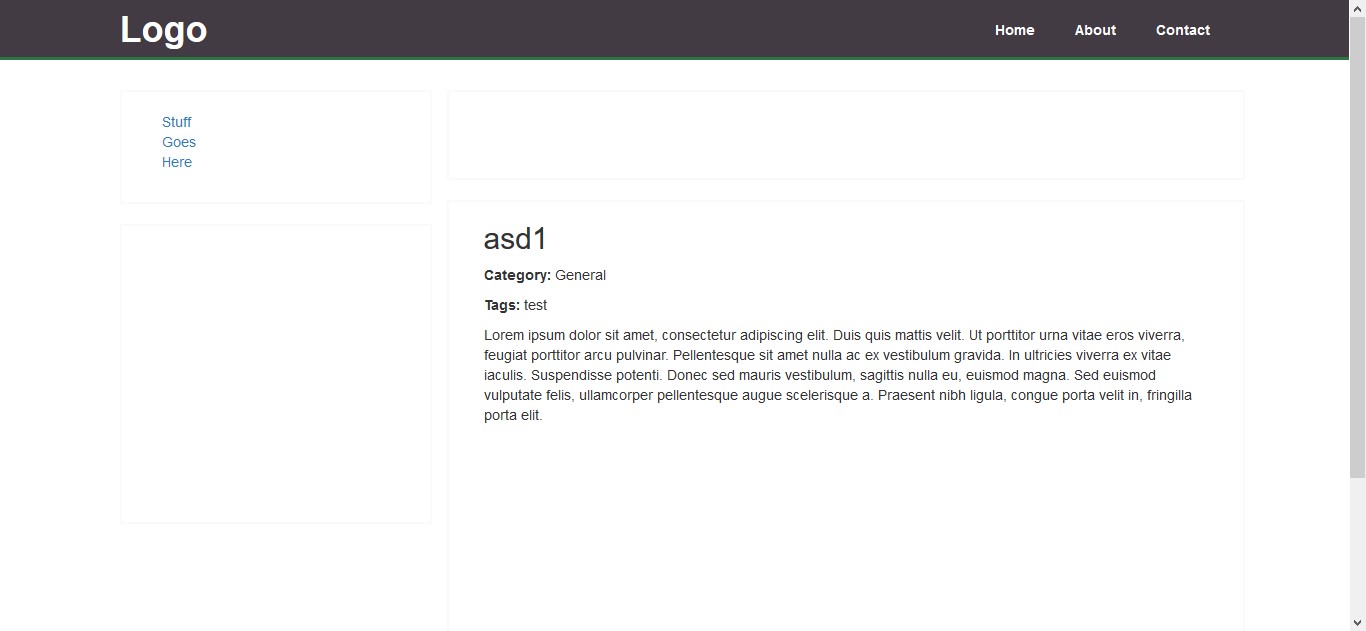 Logo
Home About Contact
Stuff
Goes
Here
asd1
Category: General
Tags: test
Lorem ipsum dolor sit amet, consectetur adipiscing elit. Duis quis mattis velit. Ut porttitor urna vitae eros viverra,
feugiat porttitor arcu pulvinar. Pellentesque sit amet nulla ac ex vestibulum gravida. In ultricies viverra ex vitae
iaculis. Suspendisse potenti. Donec sed mauris vestibulum, sagittis nulla eu, euismod magna. Sed euismod
vulputate felis, ullamcorper pellentesque augue scelerisque a. Praesent nibh ligula, congue porta velit in, fringilla
porta elit.